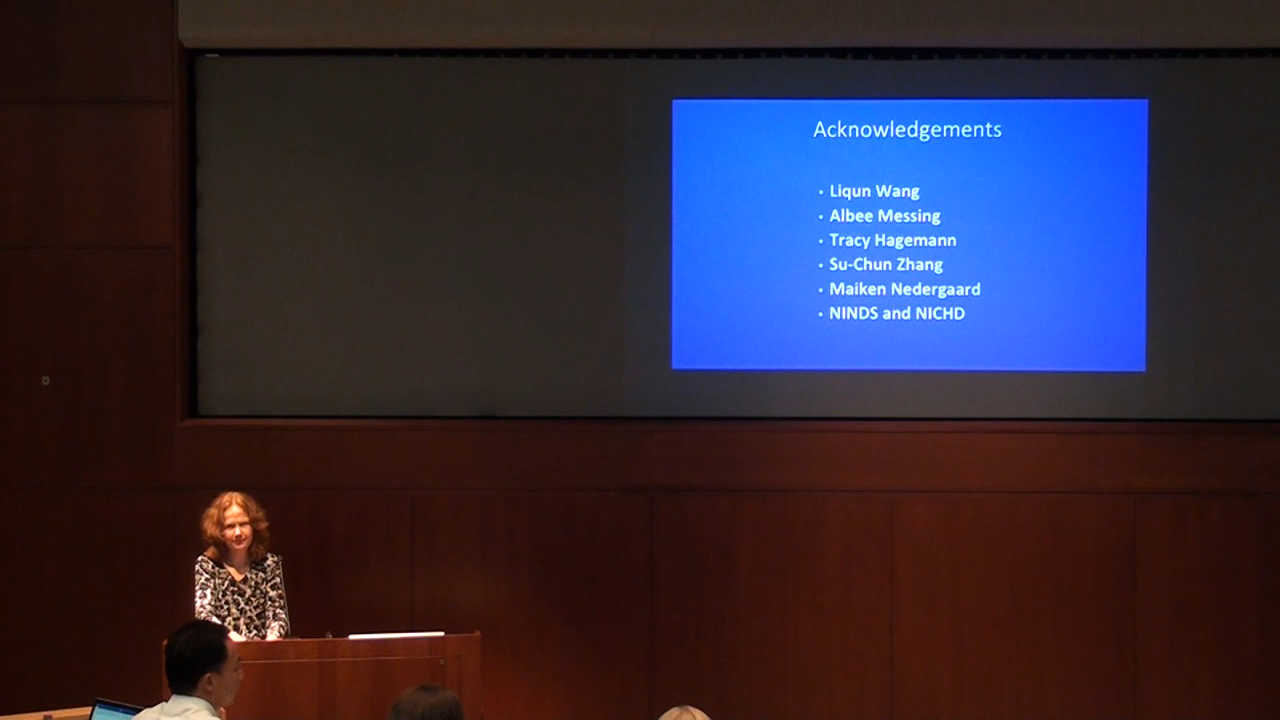 Acknowledgements
• Liqun Wang
• Albee Messing
• Tracy Hagemann
• Su-Chun Zhang
• Maiken Nedergaard
• NINDS and NICHD